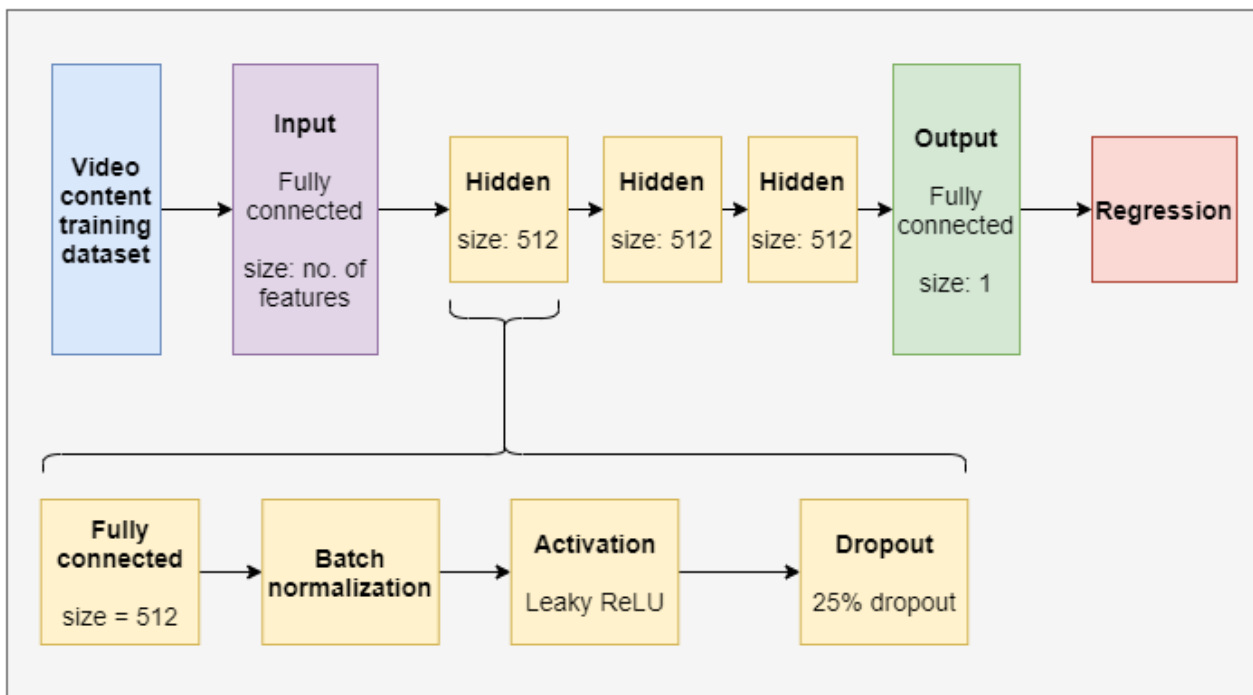 Video
content
training
dataset
Input
Fully
connected
size: no. of
features
Hidden
size: 512
Hidden
size: 512
Hidden
size: 512
Output
Fully
connected
size: 1
Regression
Fully
connected
size = 512
Batch
normalization
Activation
Leaky ReLU
Dropout
25% dropout